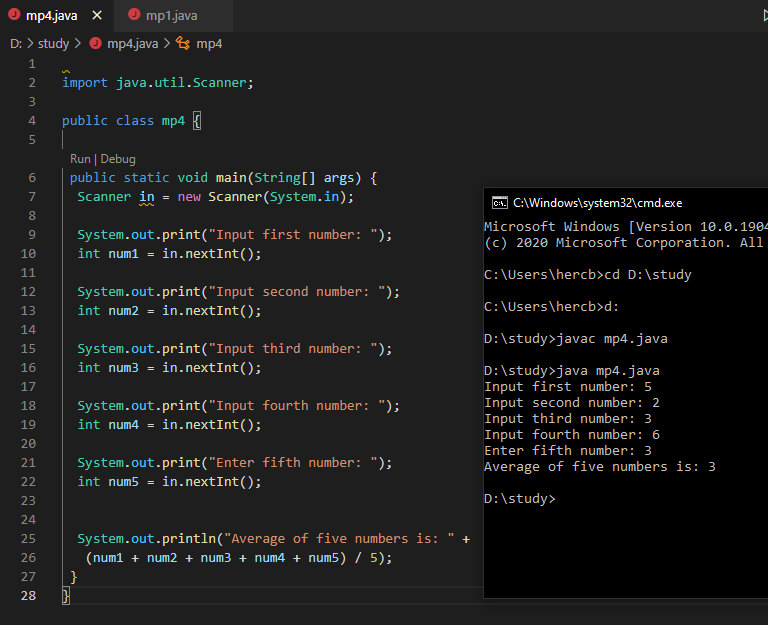 mp4.java
mp1.java
D: > study > mp4.java > mp4
1
2 import java.util.Scanner;
3
4 public class mp4 {
5
Run | Debug
6 public static void main(String[] args) {
7 Scanner in = new Scanner(System.in);
8
9 System.out.print("Input first number: ");
10 int num1 = in.nextInt();
11
12 System.out.print("Input second number: ");
13 int num2 = in.nextInt();
14
15 System.out.print("Input third number: ");
16 int num3 = in.nextInt();
17
18 System.out.print("Input fourth number: ");
19 int num4 = in.nextInt();
20
21 System.out.print("Enter fifth number: ");
22 int num5 = in.nextInt();
23
24
25 System.out.println("Average of five numbers is: " +
26 (num1 + num2 + num3 + num4 + num5) / 5);
27 }
28 }
C:\Windows\system32\cmd.exe
Microsoft Windows [Version 10.0.1904
(c) 2020 Microsoft Corporation. All
C:\Users\hercb>cd D:\study
C:\Users\hercb>d:
D:\study>javac mp4.java
D:\study>java mp4.java
Input first number: 5
Input second number: 2
Input third number: 3
Input fourth number: 6
Enter fifth number: 3
Average of five numbers is: 3
D:\study>